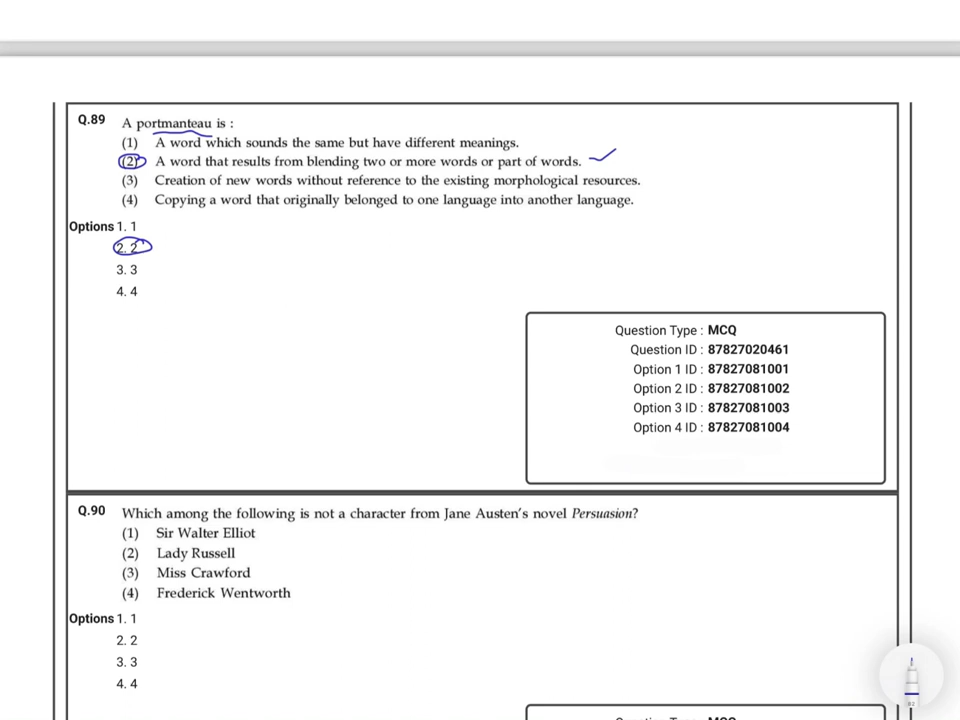 Q.89 A portmanteau is :
(1) A word which sounds the same but have different meanings.
(2) A word that results from blending two or more words or part of words.
(3) Creation of new words without reference to the existing morphological resources.
(4) Copying a word that originally belonged to one language into another language.
Options 1. 1
2. 2
3. 3
4. 4
Question Type : MCQ
Question ID : 87827020461
Option 1 ID : 87827081001
Option 2 ID : 87827081002
Option 3 ID : 87827081003
Option 4 ID : 87827081004
Q.90 Which among the following is not a character from Jane Austen's novel Persuasion?
(1) Sir Walter Elliot
(2) Lady Russell
(3) Miss Crawford
(4) Frederick Wentworth
Options 1. 1
2. 2
3. 3
4. 4